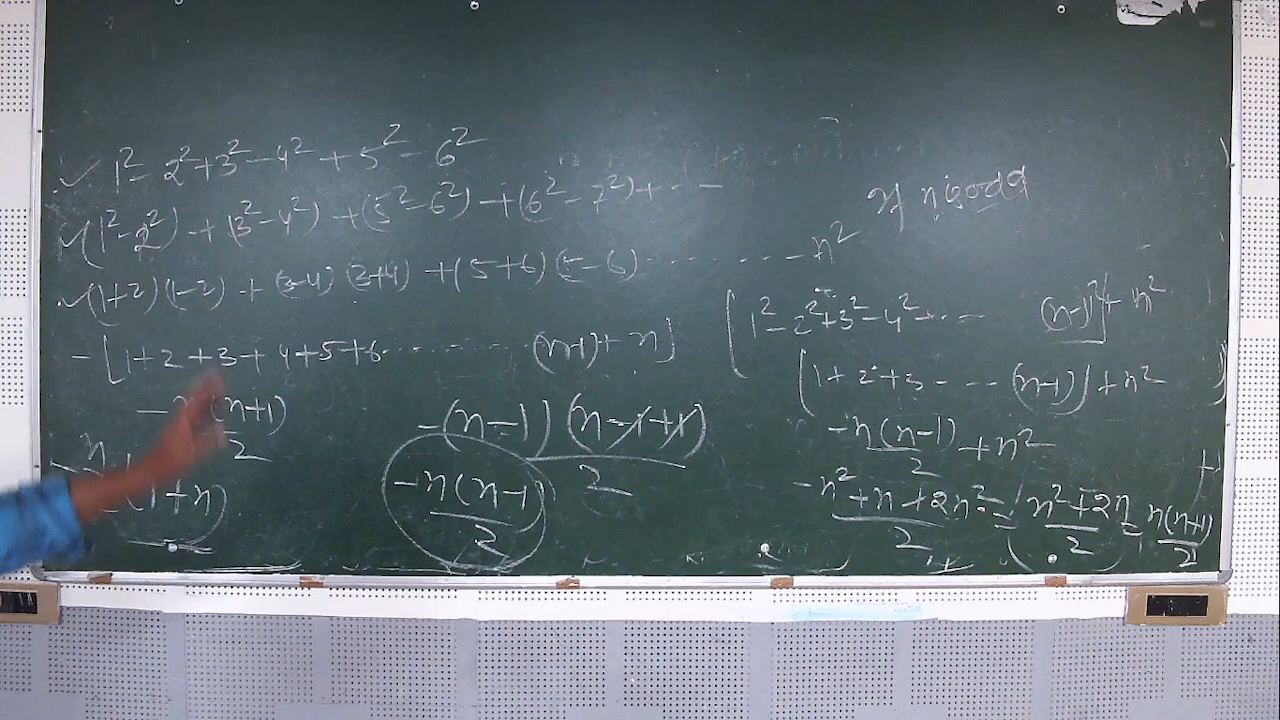 ✓ 1² - 2² + 3² - 4² + 5² - 6²
✓ (1² - 2²) + (3² - 4²) + (5² - 6²) + (6² - 7²) + - - -
✓ (1+2)(1-2) + (3-4)(3+4) + (5+6)(5-6) ........ - n²
- [1+2+3+4+5+6 ........ (n-1) + n]
(n+1)
2
n
(1+n)
-(n-1)(n-1+1)
2
-n(n-1)
2
n is odd
[1² - 2² + 3² - 4² + - - - (n-1)²] + n²
(1+2+3 - - - - (n-1)) + n²
-n(n-1)/2 + n²
-n² + n + 2n²/2 = n² + 2n/2 = n(n+1)/2